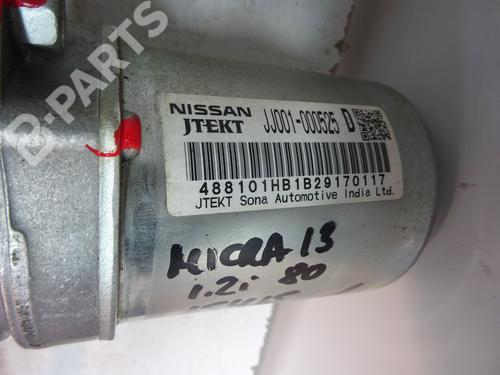 B-PARTS
NISSAN
JTEKT JJ001-000525 D
488101HB1B29170117
JTEKT Sona Automotive India Ltd.
MICRA 13
1.2i 80